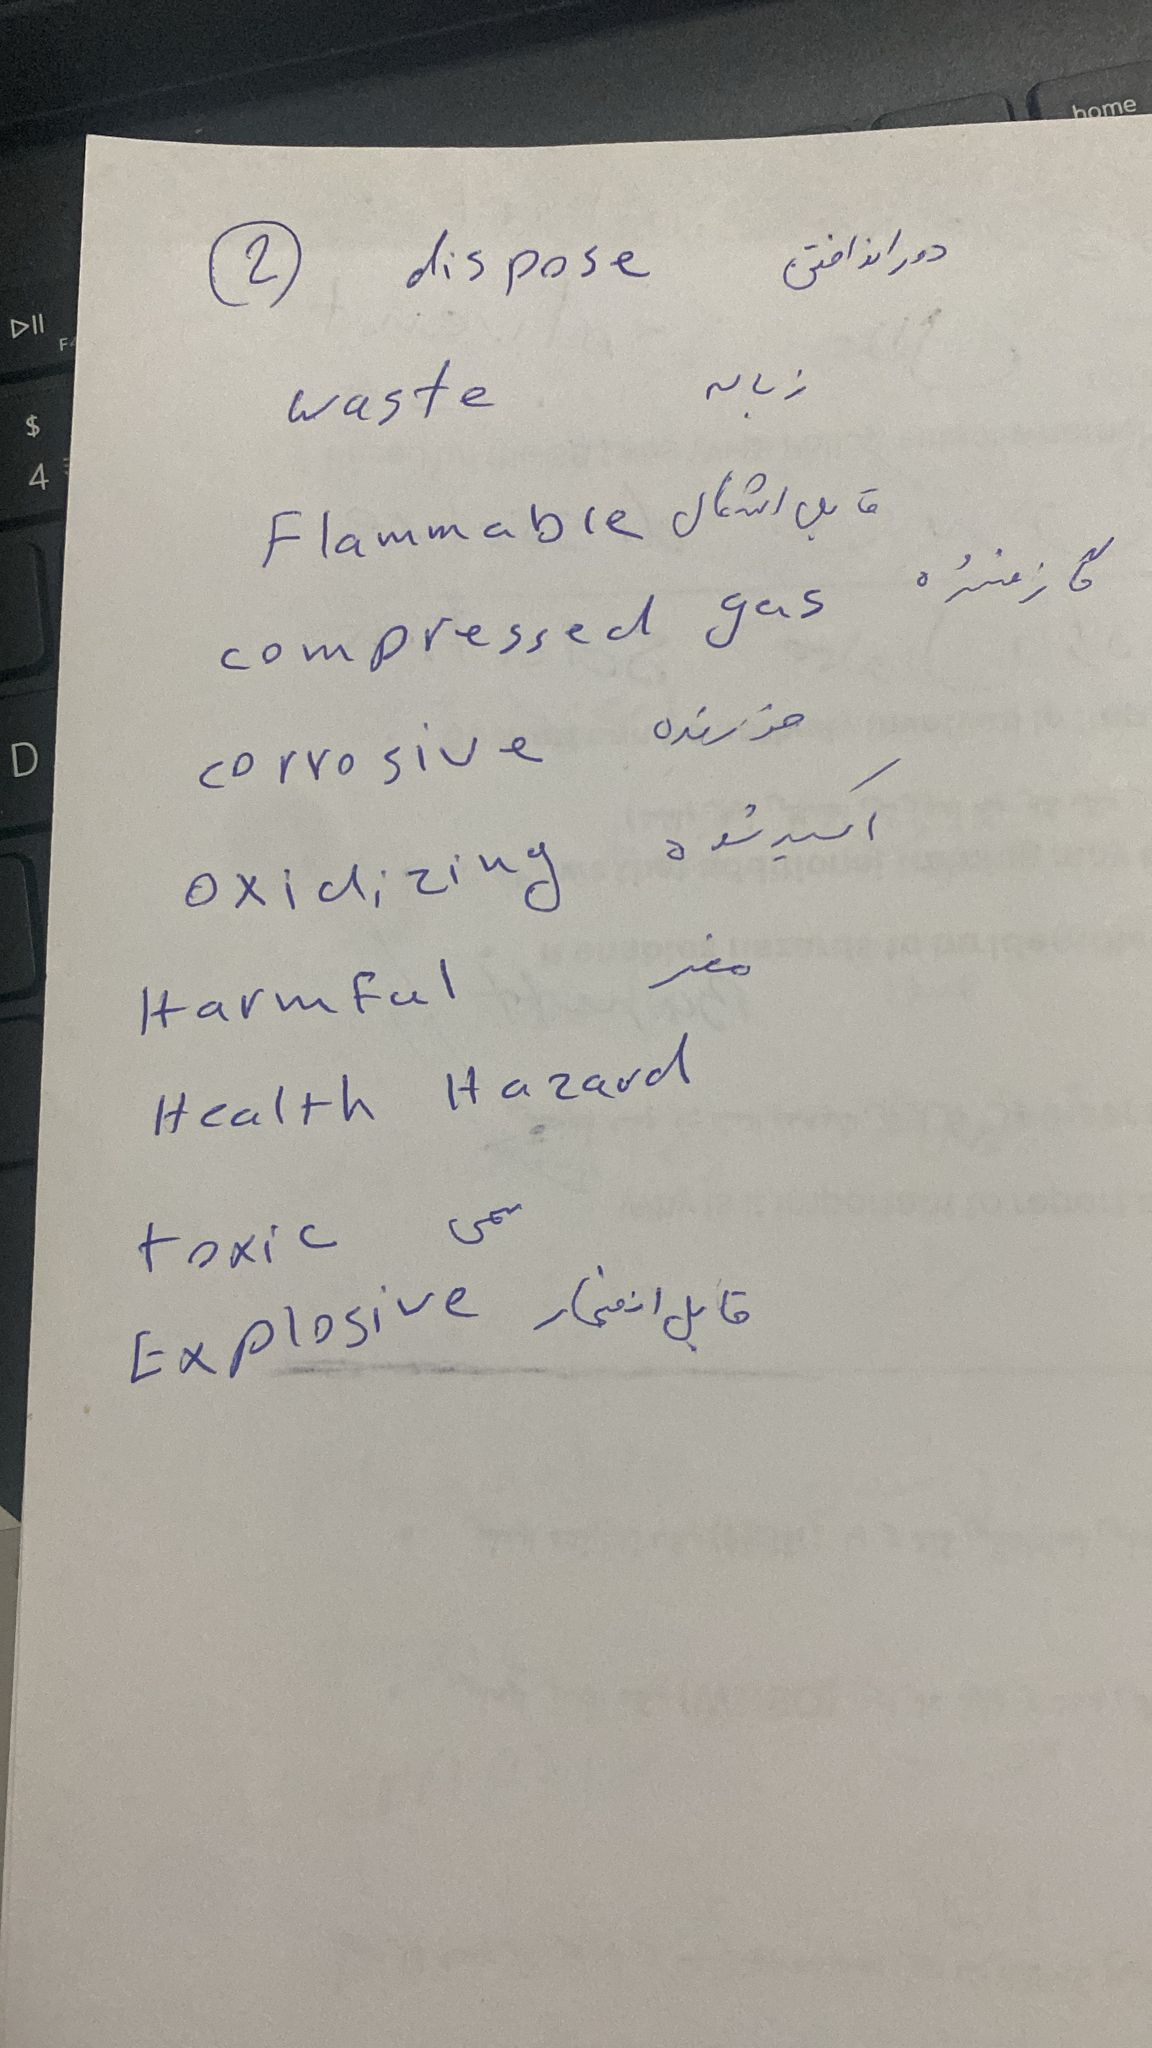 home
② dispose دور انداختن
waste زباله
Flammable قابل اشتعال
compressed gas گاز فشرده
corrosive خورنده
oxidizing اکسید شده
Harmful مضر
Health Hazard
toxic سمی
Explosive قابل انفجار
$
4
D